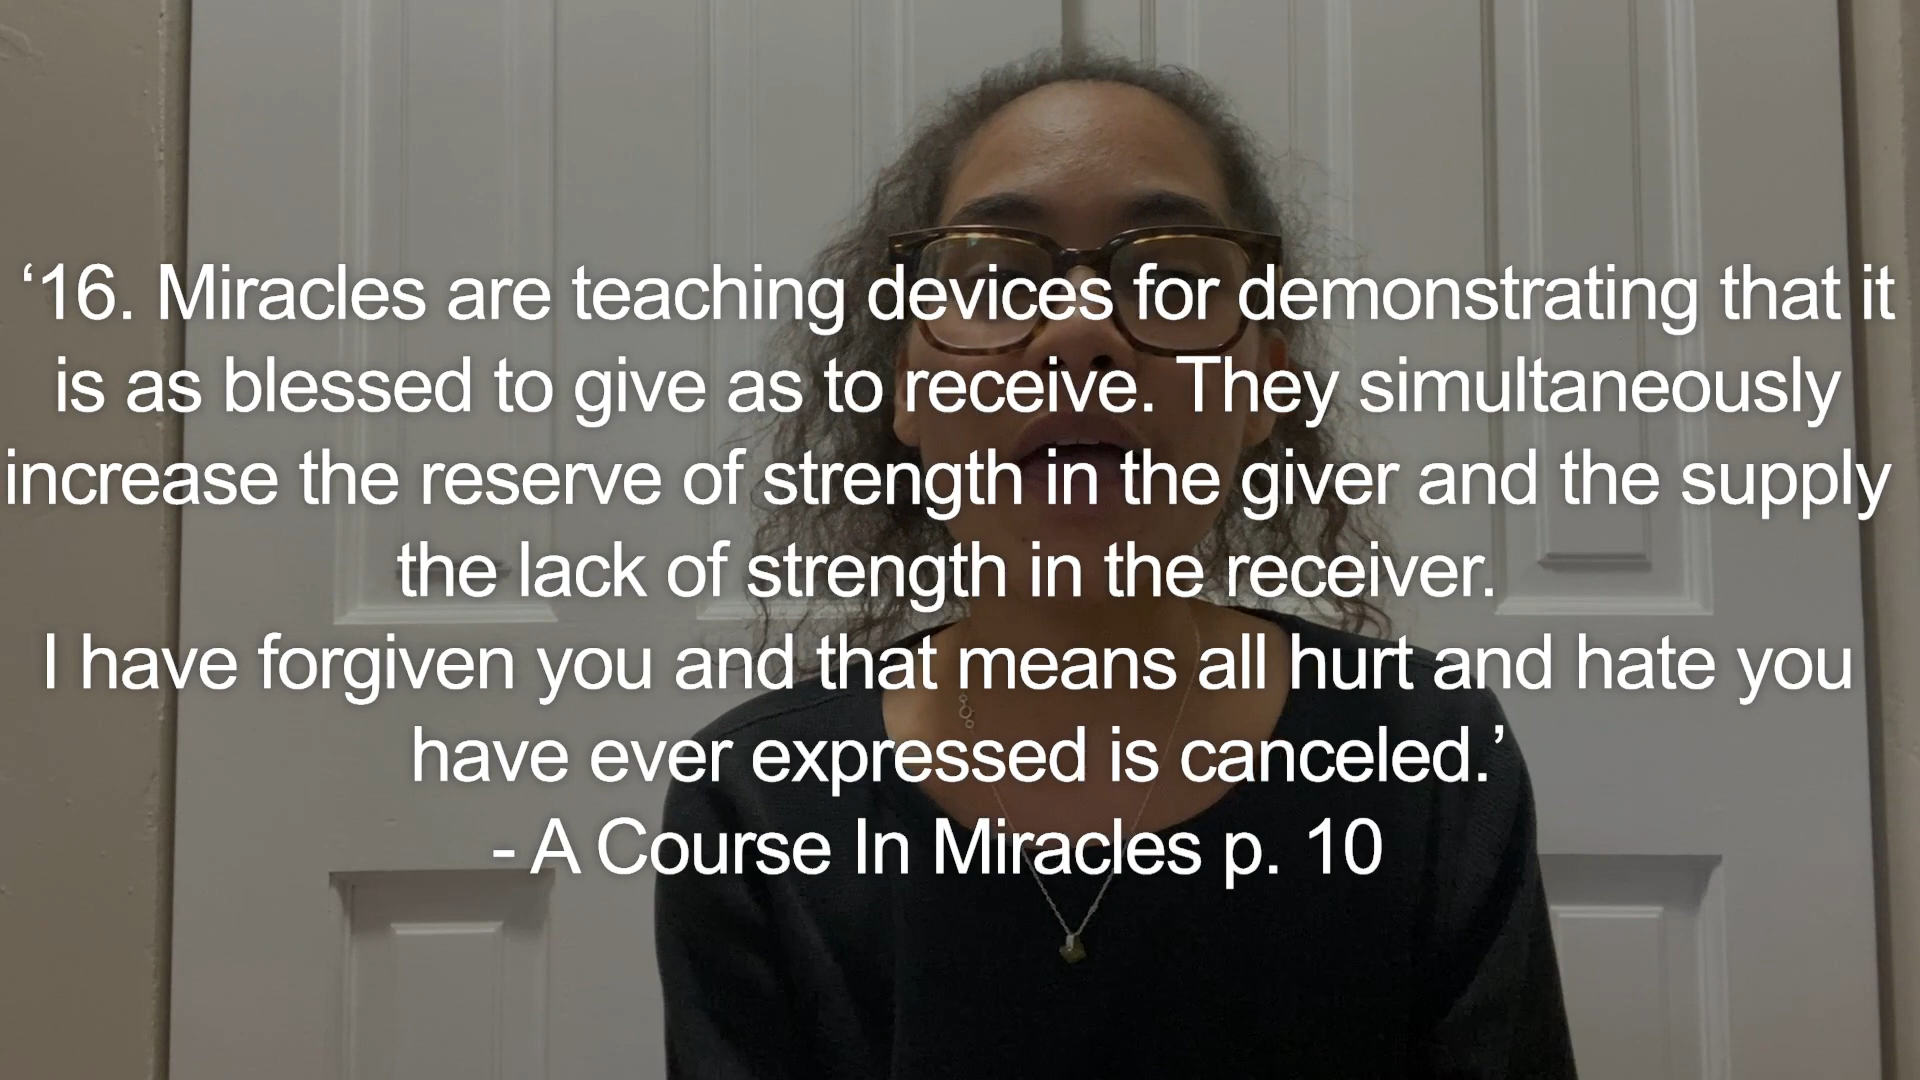 ‘16. Miracles are teaching devices for demonstrating that it
is as blessed to give as to receive. They simultaneously
increase the reserve of strength in the giver and the supply
the lack of strength in the receiver.
I have forgiven you and that means all hurt and hate you
have ever expressed is canceled.’
- A Course In Miracles p. 10